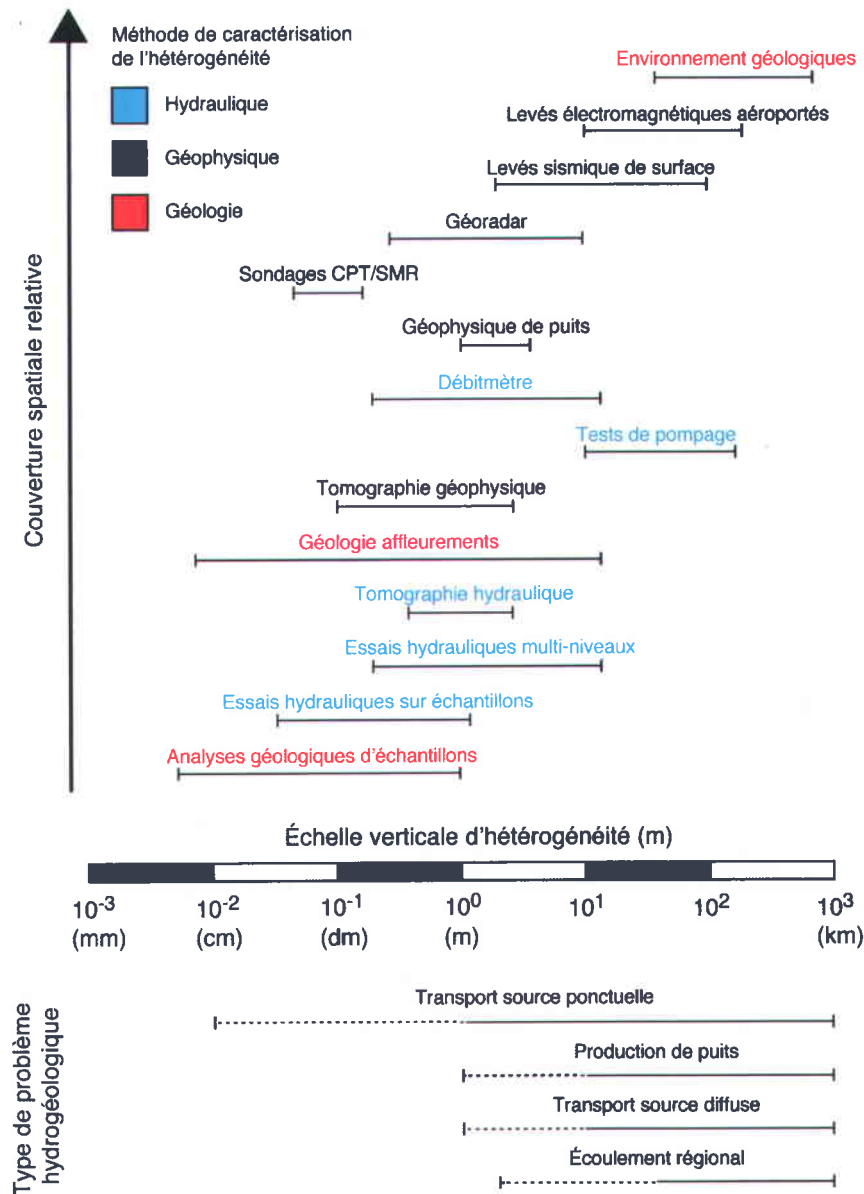 Méthode de caractérisation
de l'hétérogénéité
Hydraulique
Géophysique
Géologie
Couverture spatiale relative
Environnement géologiques
Levés électromagnétiques aéroportés
Levés sismique de surface
Géoradar
Sondages CPT/SMR
Géophysique de puits
Débitmètre
Tests de pompage
Tomographie géophysique
Géologie affleurements
Tomographie hydraulique
Essais hydrauliques multi-niveaux
Essais hydrauliques sur échantillons
Analyses géologiques d'échantillons
Échelle verticale d'hétérogénéité (m)
10⁻³ 10⁻² 10⁻¹ 10⁰ 10¹ 10² 10³
(mm) (cm) (dm) (m) (km)
Type de problème
hydrogéologique
Transport source ponctuelle
Production de puits
Transport source diffuse
Écoulement régional